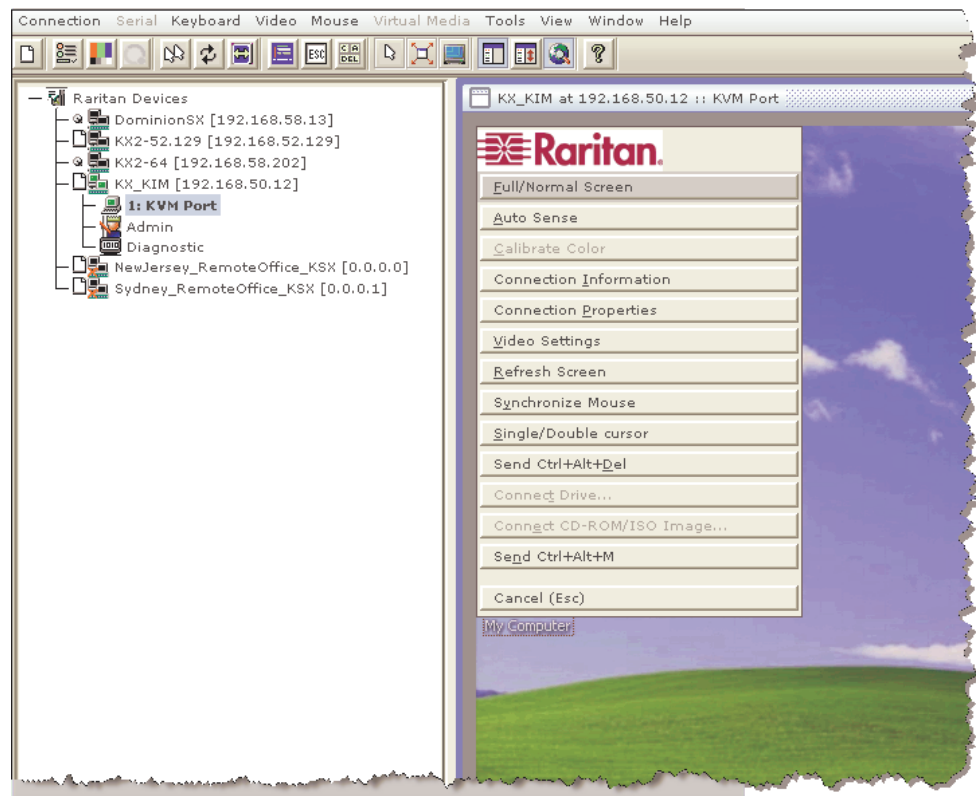 Connection Serial Keyboard Video Mouse Virtual Media Tools View Window Help
ESC
C A
DEL
?
Raritan Devices
DominionSX [192.168.58.13]
KX2-52.129 [192.168.52.129]
KX2-64 [192.168.58.202]
KX_KIM [192.168.50.12]
1: KVM Port
Admin
Diagnostic
NewJersey_RemoteOffice_KSX [0.0.0.0]
Sydney_RemoteOffice_KSX [0.0.0.1]
KX_KIM at 192.168.50.12 :: KVM Port
Raritan.
Full/Normal Screen
Auto Sense
Calibrate Color
Connection Information
Connection Properties
Video Settings
Refresh Screen
Synchronize Mouse
Single/Double cursor
Send Ctrl+Alt+Del
Connect Drive...
Connect CD-ROM/ISO Image...
Send Ctrl+Alt+M
Cancel (Esc)
My Computer